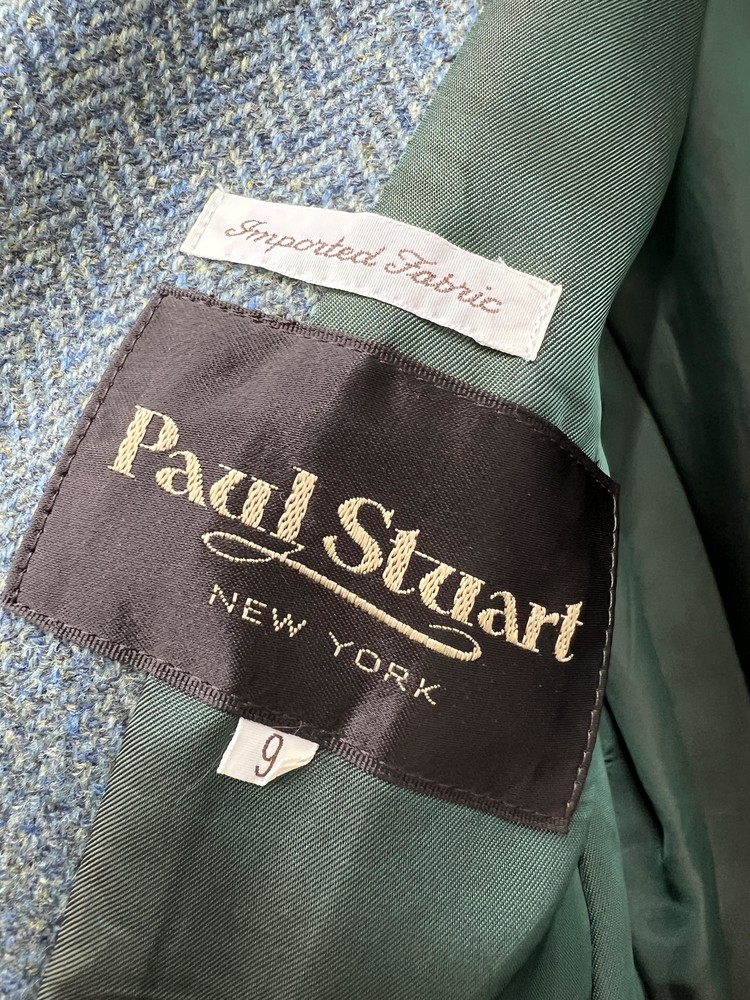 Imported Fabric
Paul Stuart
NEW YORK
9